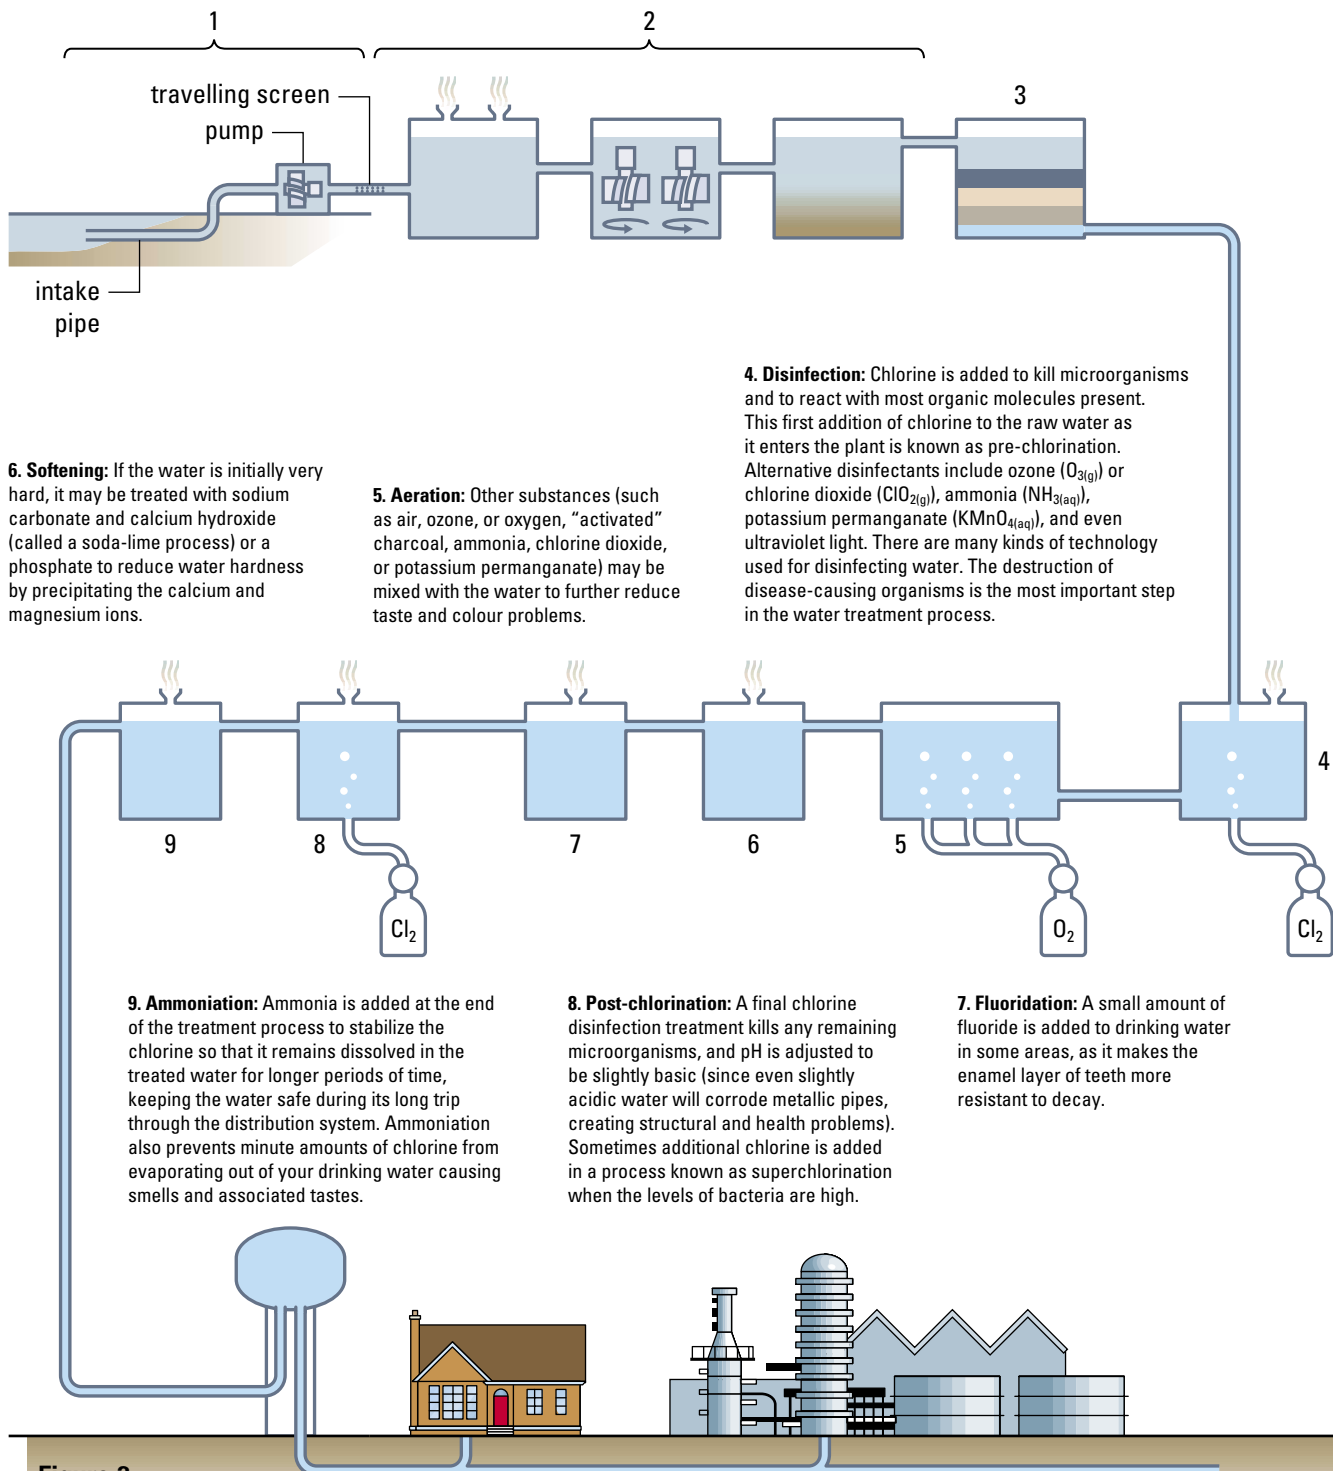 1
2
travelling screen
pump
3
intake
pipe
4. Disinfection: Chlorine is added to kill microorganisms
and to react with most organic molecules present.
This first addition of chlorine to the raw water as
it enters the plant is known as pre-chlorination.
Alternative disinfectants include ozone (O3(g)) or
chlorine dioxide (ClO2(g)), ammonia (NH3(aq)),
potassium permanganate (KMnO4(aq)), and even
ultraviolet light. There are many kinds of technology
used for disinfecting water. The destruction of
disease-causing organisms is the most important step
in the water treatment process.
6. Softening: If the water is initially very
hard, it may be treated with sodium
carbonate and calcium hydroxide
(called a soda-lime process) or a
phosphate to reduce water hardness
by precipitating the calcium and
magnesium ions.
5. Aeration: Other substances (such
as air, ozone, or oxygen, “activated”
charcoal, ammonia, chlorine dioxide,
or potassium permanganate) may be
mixed with the water to further reduce
taste and colour problems.
4
9
8
7
6
5
Cl2
O2
Cl2
9. Ammoniation: Ammonia is added at the end
of the treatment process to stabilize the
chlorine so that it remains dissolved in the
treated water for longer periods of time,
keeping the water safe during its long trip
through the distribution system. Ammoniation
also prevents minute amounts of chlorine from
evaporating out of your drinking water causing
smells and associated tastes.
8. Post-chlorination: A final chlorine
disinfection treatment kills any remaining
microorganisms, and pH is adjusted to
be slightly basic (since even slightly
acidic water will corrode metallic pipes,
creating structural and health problems).
Sometimes additional chlorine is added
in a process known as superchlorination
when the levels of bacteria are high.
7. Fluoridation: A small amount of
fluoride is added to drinking water
in some areas, as it makes the
enamel layer of teeth more
resistant to decay.